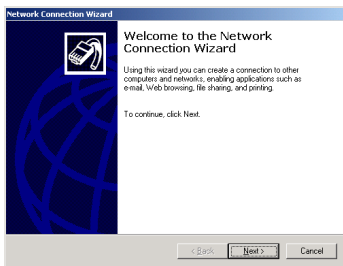 Network Connection Wizard
Welcome to the Network
Connection Wizard
Using this wizard you can create a connection to other
computers and networks, enabling applications such as
e-mail, Web browsing, file sharing, and printing.
To continue, click Next.
< Back
Next >
Cancel